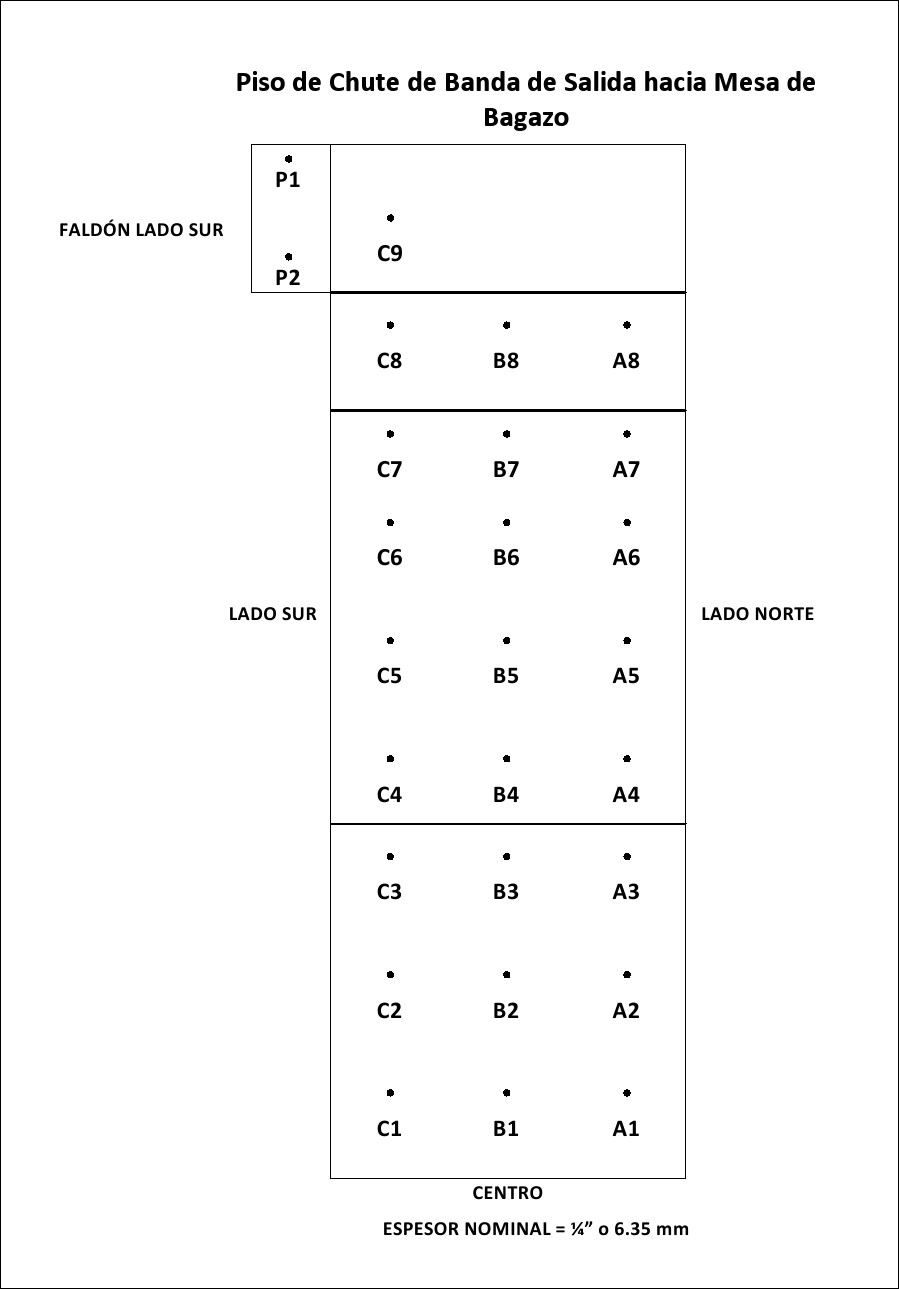 Piso de Chute de Banda de Salida hacia Mesa de
Bagazo
P1
FALDÓN LADO SUR
C9
P2
C8 B8 A8
C7 B7 A7
C6 B6 A6
LADO SUR LADO NORTE
C5 B5 A5
C4 B4 A4
C3 B3 A3
C2 B2 A2
C1 B1 A1
CENTRO
ESPESOR NOMINAL = ¼” o 6.35 mm